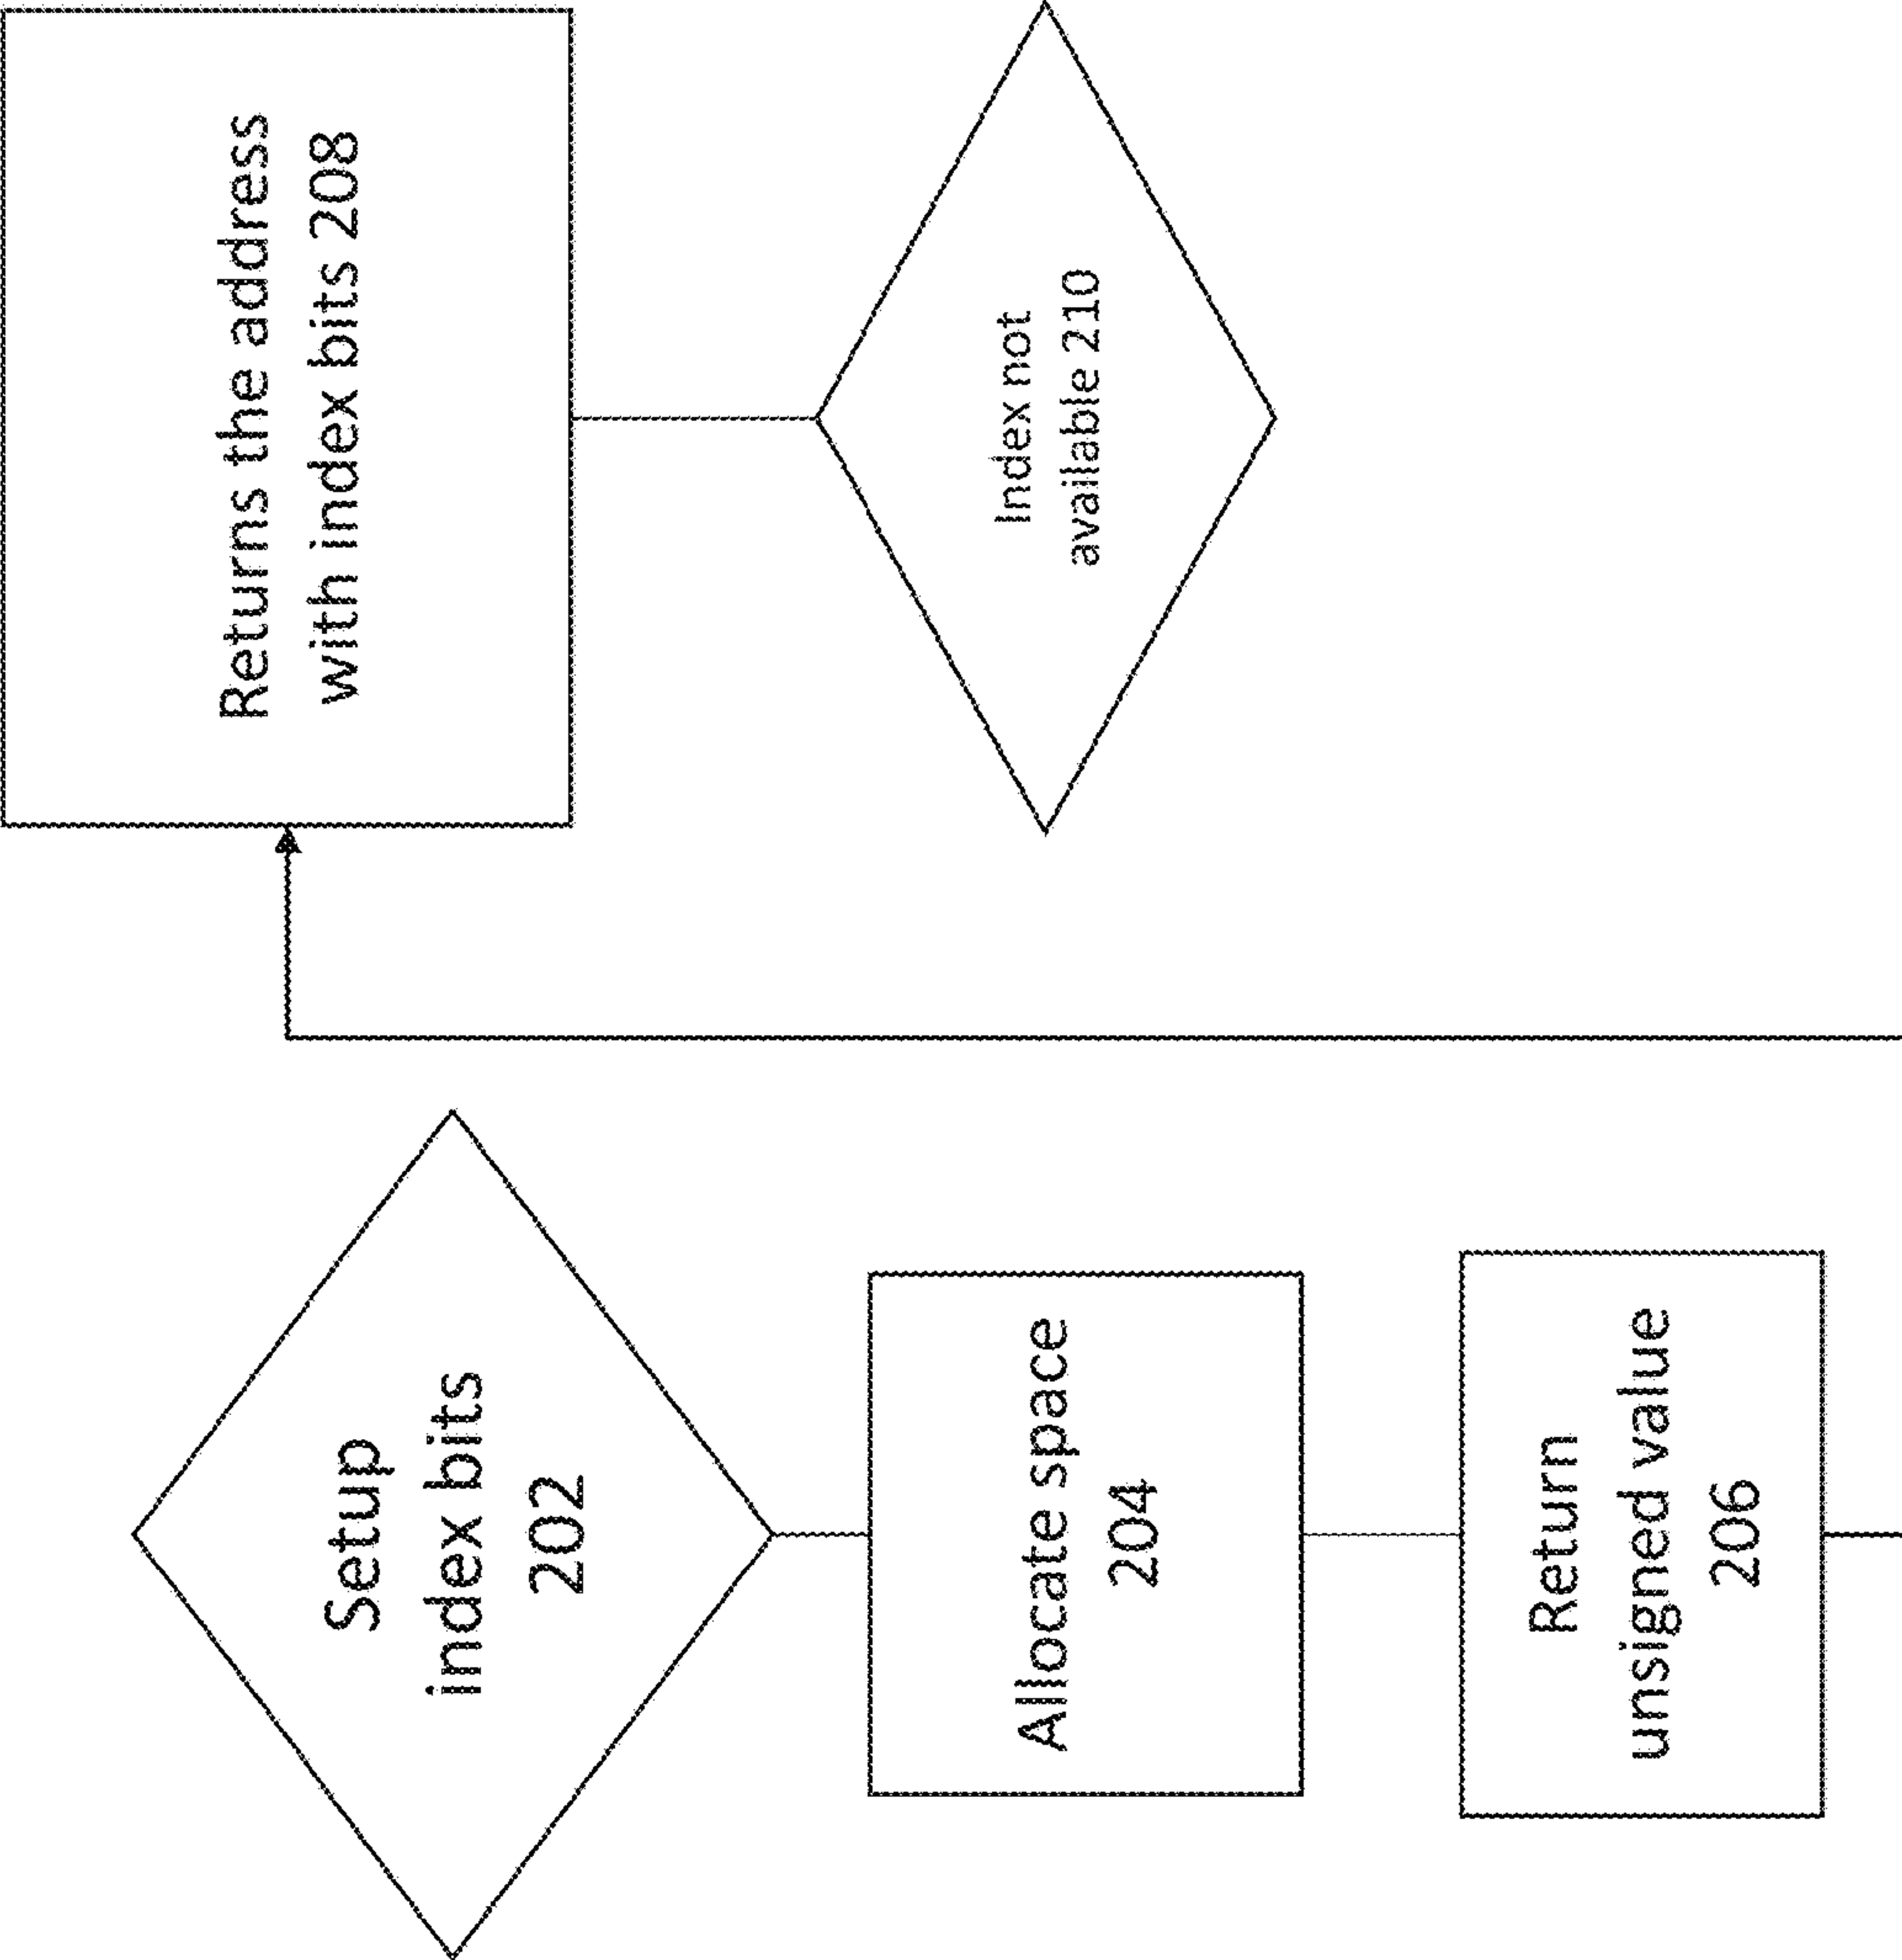 Setup
index bits
202
Allocate space
204
Return
unsigned value
206
Returns the address
with index bits 208
Index not
available 210